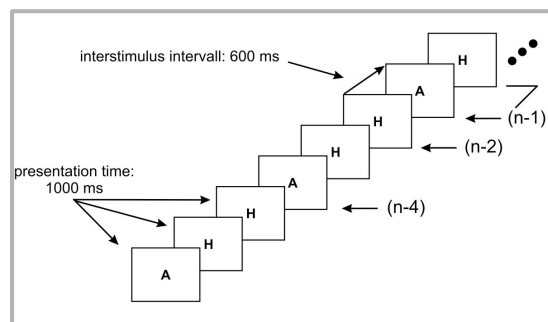 H
interstimulus intervall: 600 ms
A
(n-1)
H
(n-2)
H
presentation time:
1000 ms
A
(n-4)
H
H
A